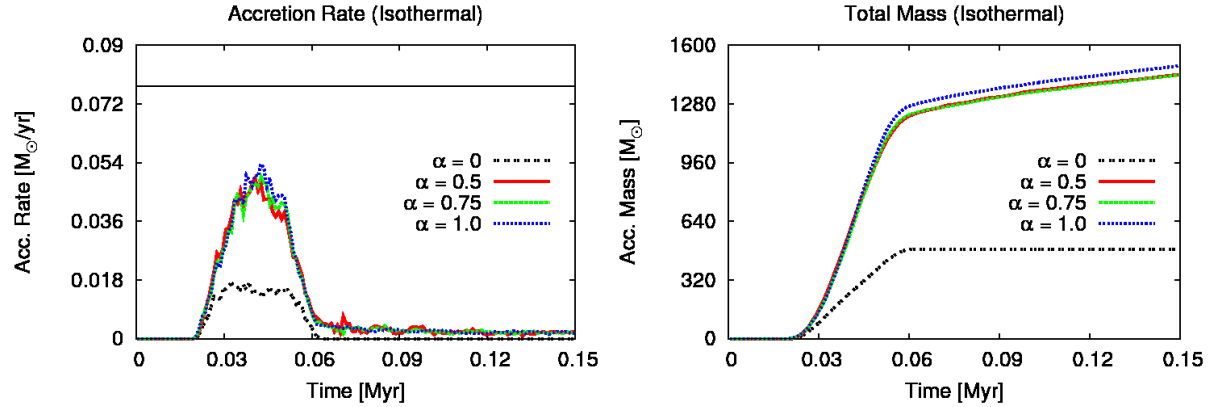 Accretion Rate (Isothermal)
0.09
0.072
0.054
0.036
0.018
0
Acc. Rate [M⊙/yr]
α = 0
α = 0.5
α = 0.75
α = 1.0
0 0.03 0.06 0.09 0.12 0.15
Time [Myr]
Total Mass (Isothermal)
1600
1280
960
640
320
0
Acc. Mass [M⊙]
α = 0
α = 0.5
α = 0.75
α = 1.0
0 0.03 0.06 0.09 0.12 0.15
Time [Myr]